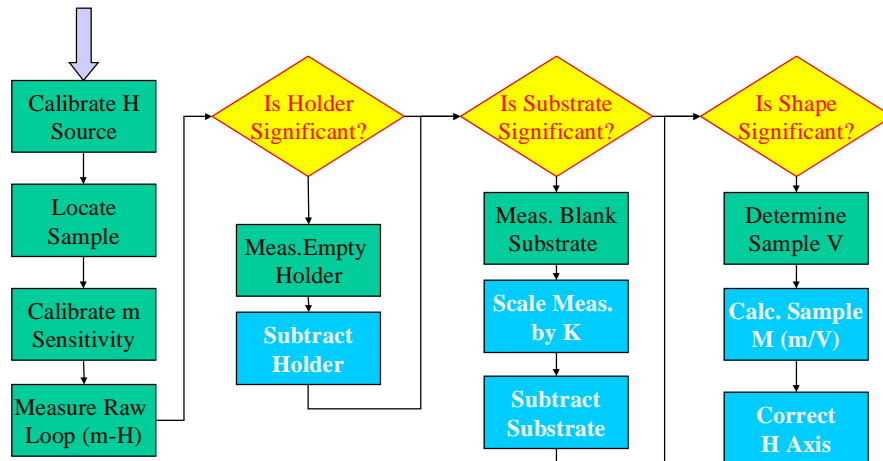 Calibrate H
Source
Locate
Sample
Calibrate m
Sensitivity
Measure Raw
Loop (m-H)
Is Holder
Significant?
Meas.Empty
Holder
Subtract
Holder
Is Substrate
Significant?
Meas. Blank
Substrate
Scale Meas.
by K
Subtract
Substrate
Is Shape
Significant?
Determine
Sample V
Calc. Sample
M (m/V)
Correct
H Axis